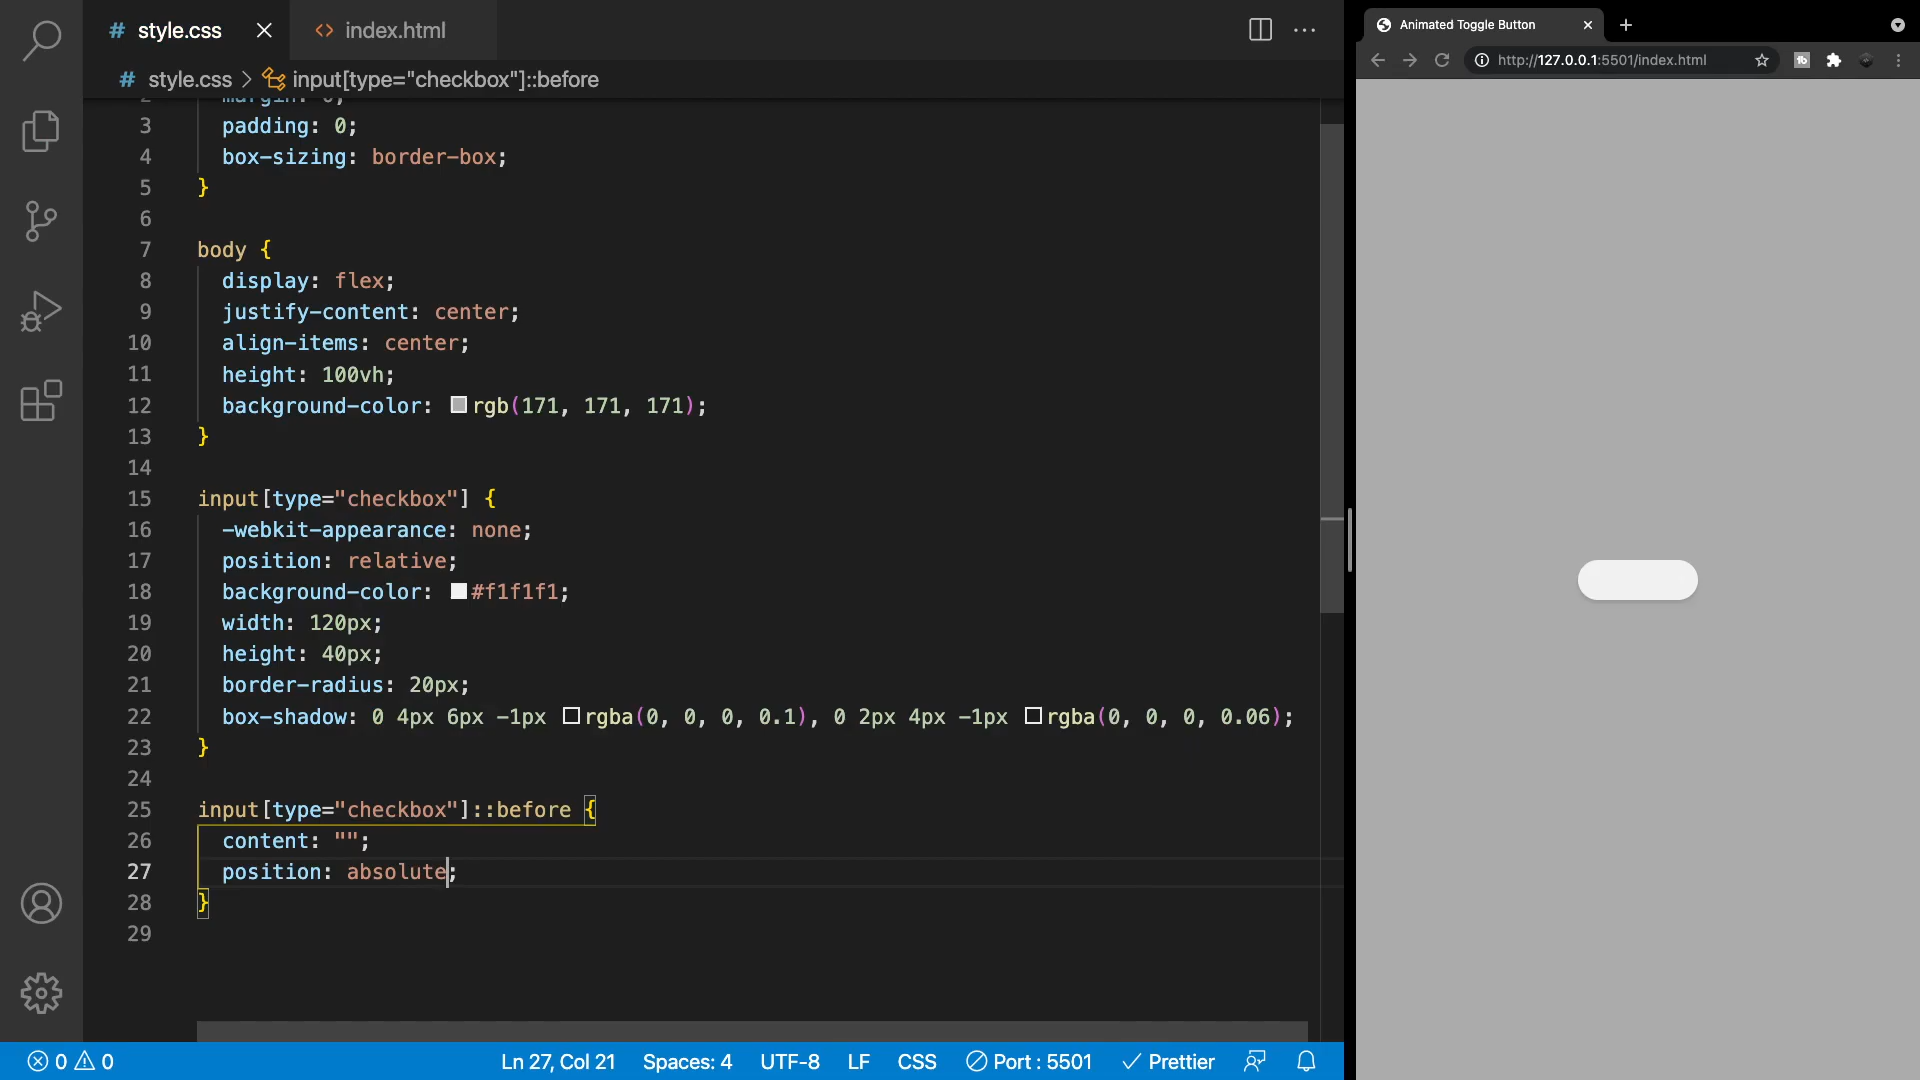 # style.css
<> index.html
# style.css > input[type="checkbox"]::before
2 margin: 0;
3 padding: 0;
4 box-sizing: border-box;
5 }
6
7 body {
8 display: flex;
9 justify-content: center;
10 align-items: center;
11 height: 100vh;
12 background-color: rgb(171, 171, 171);
13 }
14
15 input[type="checkbox"] {
16 -webkit-appearance: none;
17 position: relative;
18 background-color: #f1f1f1;
19 width: 120px;
20 height: 40px;
21 border-radius: 20px;
22 box-shadow: 0 4px 6px -1px rgba(0, 0, 0, 0.1), 0 2px 4px -1px rgba(0, 0, 0, 0.06);
23 }
24
25 input[type="checkbox"]::before {
26 content: "";
27 position: absolute;
28 }
29
0 0 Ln 27, Col 21 Spaces: 4 UTF-8 LF CSS Port : 5501 Prettier
Animated Toggle Button
http://127.0.0.1:5501/index.html